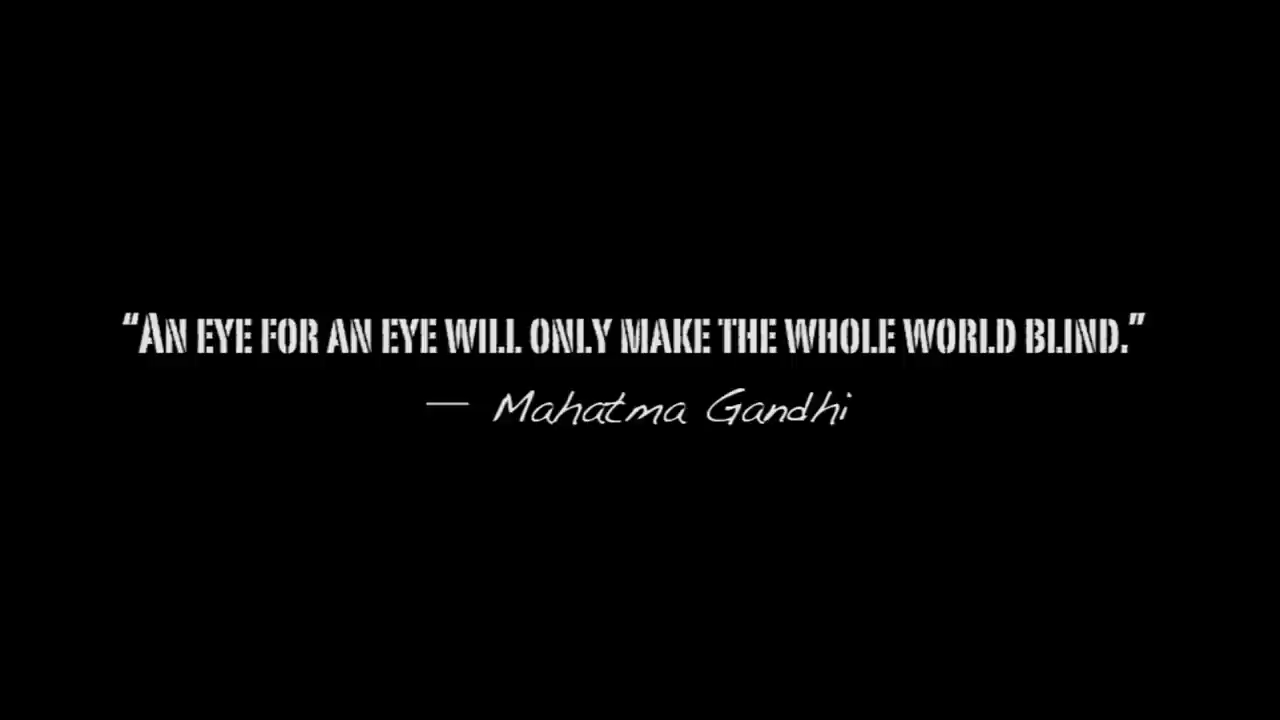 “An eye for an eye will only make the whole world blind.”
— Mahatma Gandhi